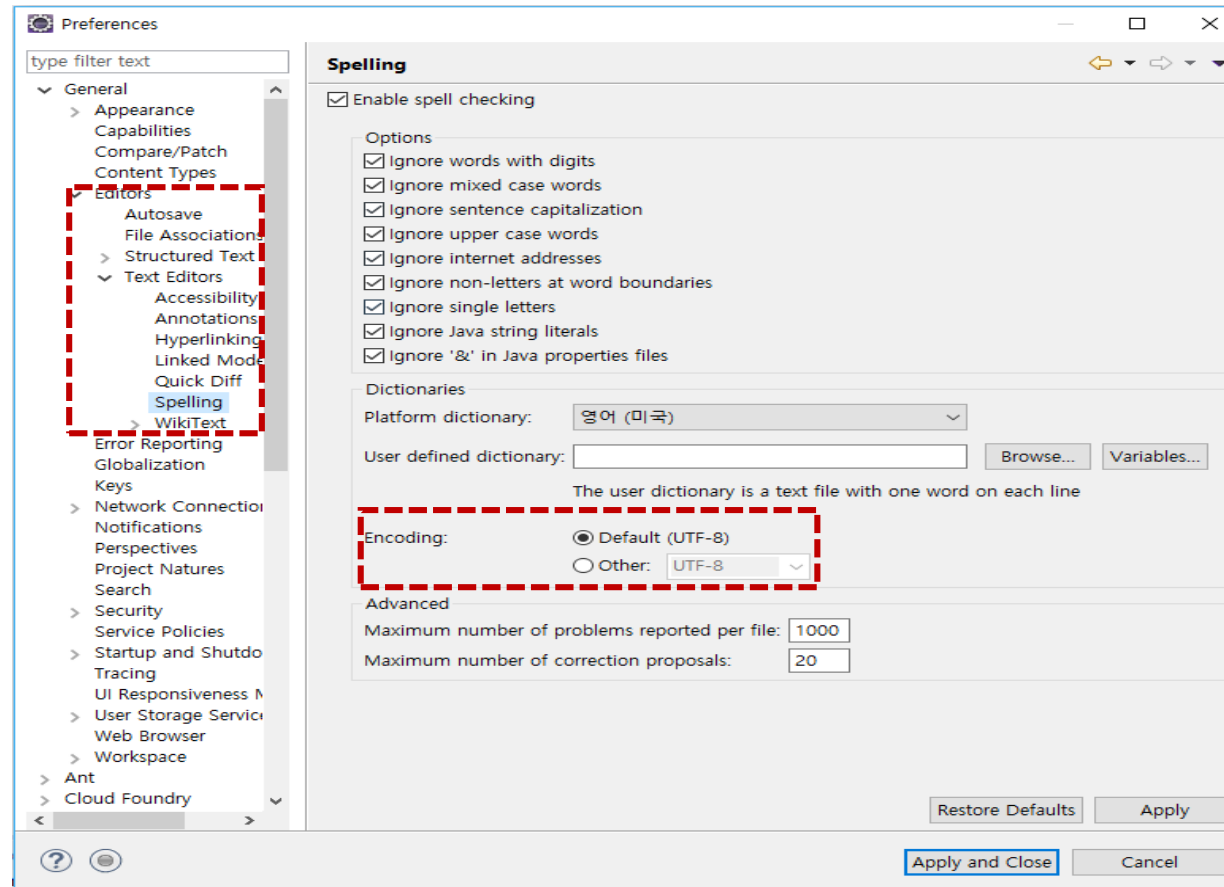 Preferences
type filter text
General
Appearance
Capabilities
Compare/Patch
Content Types
Editors
Autosave
File Associations
Structured Text
Text Editors
Accessibility
Annotations
Hyperlinking
Linked Mode
Quick Diff
Spelling
WikiText
Error Reporting
Globalization
Keys
Network Connection
Notifications
Perspectives
Project Natures
Search
Security
Service Policies
Startup and Shutdo
Tracing
UI Responsiveness M
User Storage Service
Web Browser
Workspace
Ant
Cloud Foundry
Spelling
Enable spell checking
Options
Ignore words with digits
Ignore mixed case words
Ignore sentence capitalization
Ignore upper case words
Ignore internet addresses
Ignore non-letters at word boundaries
Ignore single letters
Ignore Java string literals
Ignore '&' in Java properties files
Dictionaries
Platform dictionary: 영어 (미국)
User defined dictionary: Browse... Variables...
The user dictionary is a text file with one word on each line
Encoding: Default (UTF-8)
Other: UTF-8
Advanced
Maximum number of problems reported per file: 1000
Maximum number of correction proposals: 20
Restore Defaults Apply
? Apply and Close Cancel